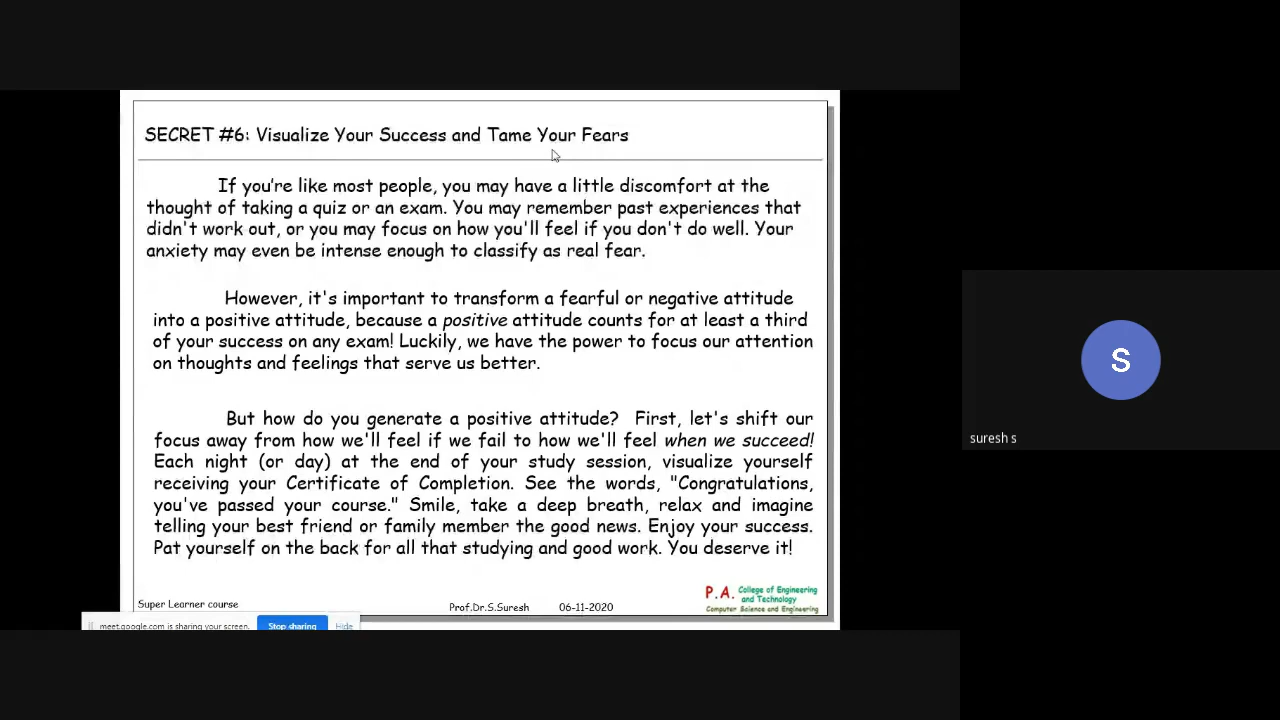 SECRET #6: Visualize Your Success and Tame Your Fears
If you're like most people, you may have a little discomfort at the
thought of taking a quiz or an exam. You may remember past experiences that
didn't work out, or you may focus on how you'll feel if you don't do well. Your
anxiety may even be intense enough to classify as real fear.
However, it's important to transform a fearful or negative attitude
into a positive attitude, because a positive attitude counts for at least a third
of your success on any exam! Luckily, we have the power to focus our attention
on thoughts and feelings that serve us better.
But how do you generate a positive attitude? First, let's shift our
focus away from how we'll feel if we fail to how we'll feel when we succeed!
Each night (or day) at the end of your study session, visualize yourself
receiving your Certificate of Completion. See the words, "Congratulations,
you've passed your course." Smile, take a deep breath, relax and imagine
telling your best friend or family member the good news. Enjoy your success.
Pat yourself on the back for all that studying and good work. You deserve it!
Super Learner course
Prof.Dr.S.Suresh 06-11-2020
P.A. College of Engineering
and Technology
Computer Science and Engineering
meet.google.com is sharing your screen. Stop sharing Hide
S
suresh s